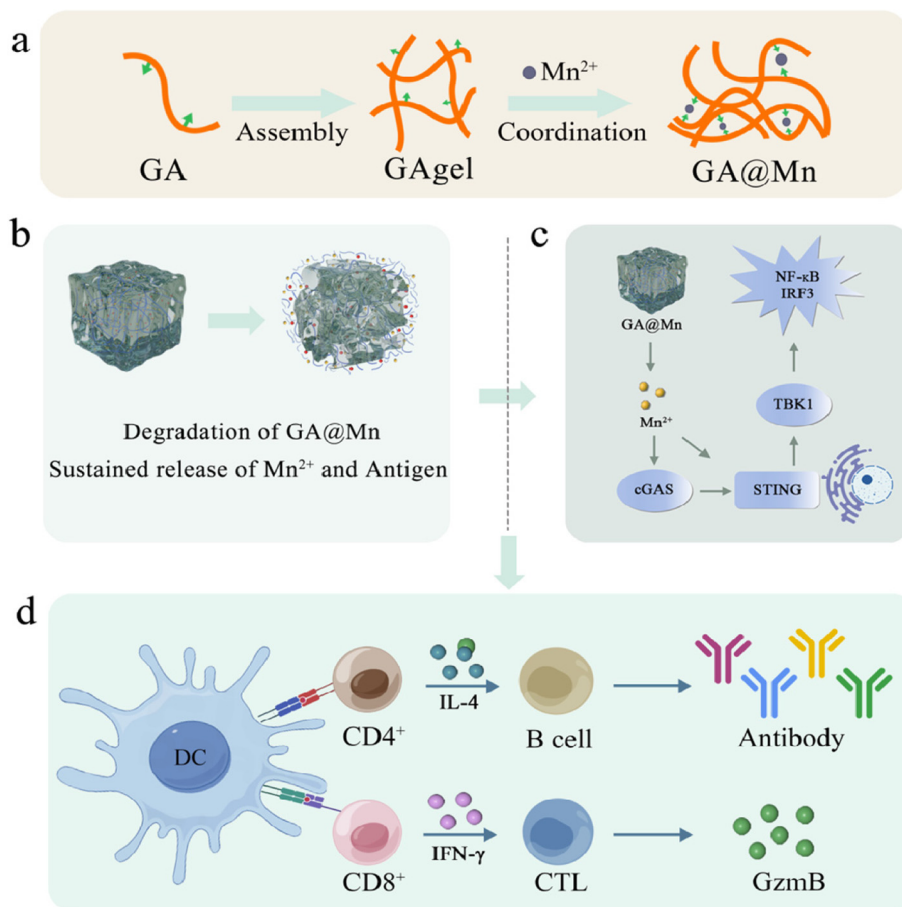 a
GA
Assembly
GAgel
Mn²⁺
Coordination
GA@Mn
b
Degradation of GA@Mn
Sustained release of Mn²⁺ and Antigen
c
GA@Mn
Mn²⁺
cGAS
STING
TBK1
NF-κB
IRF3
d
DC
CD4⁺
IL-4
B cell
Antibody
CD8⁺
IFN-γ
CTL
GzmB